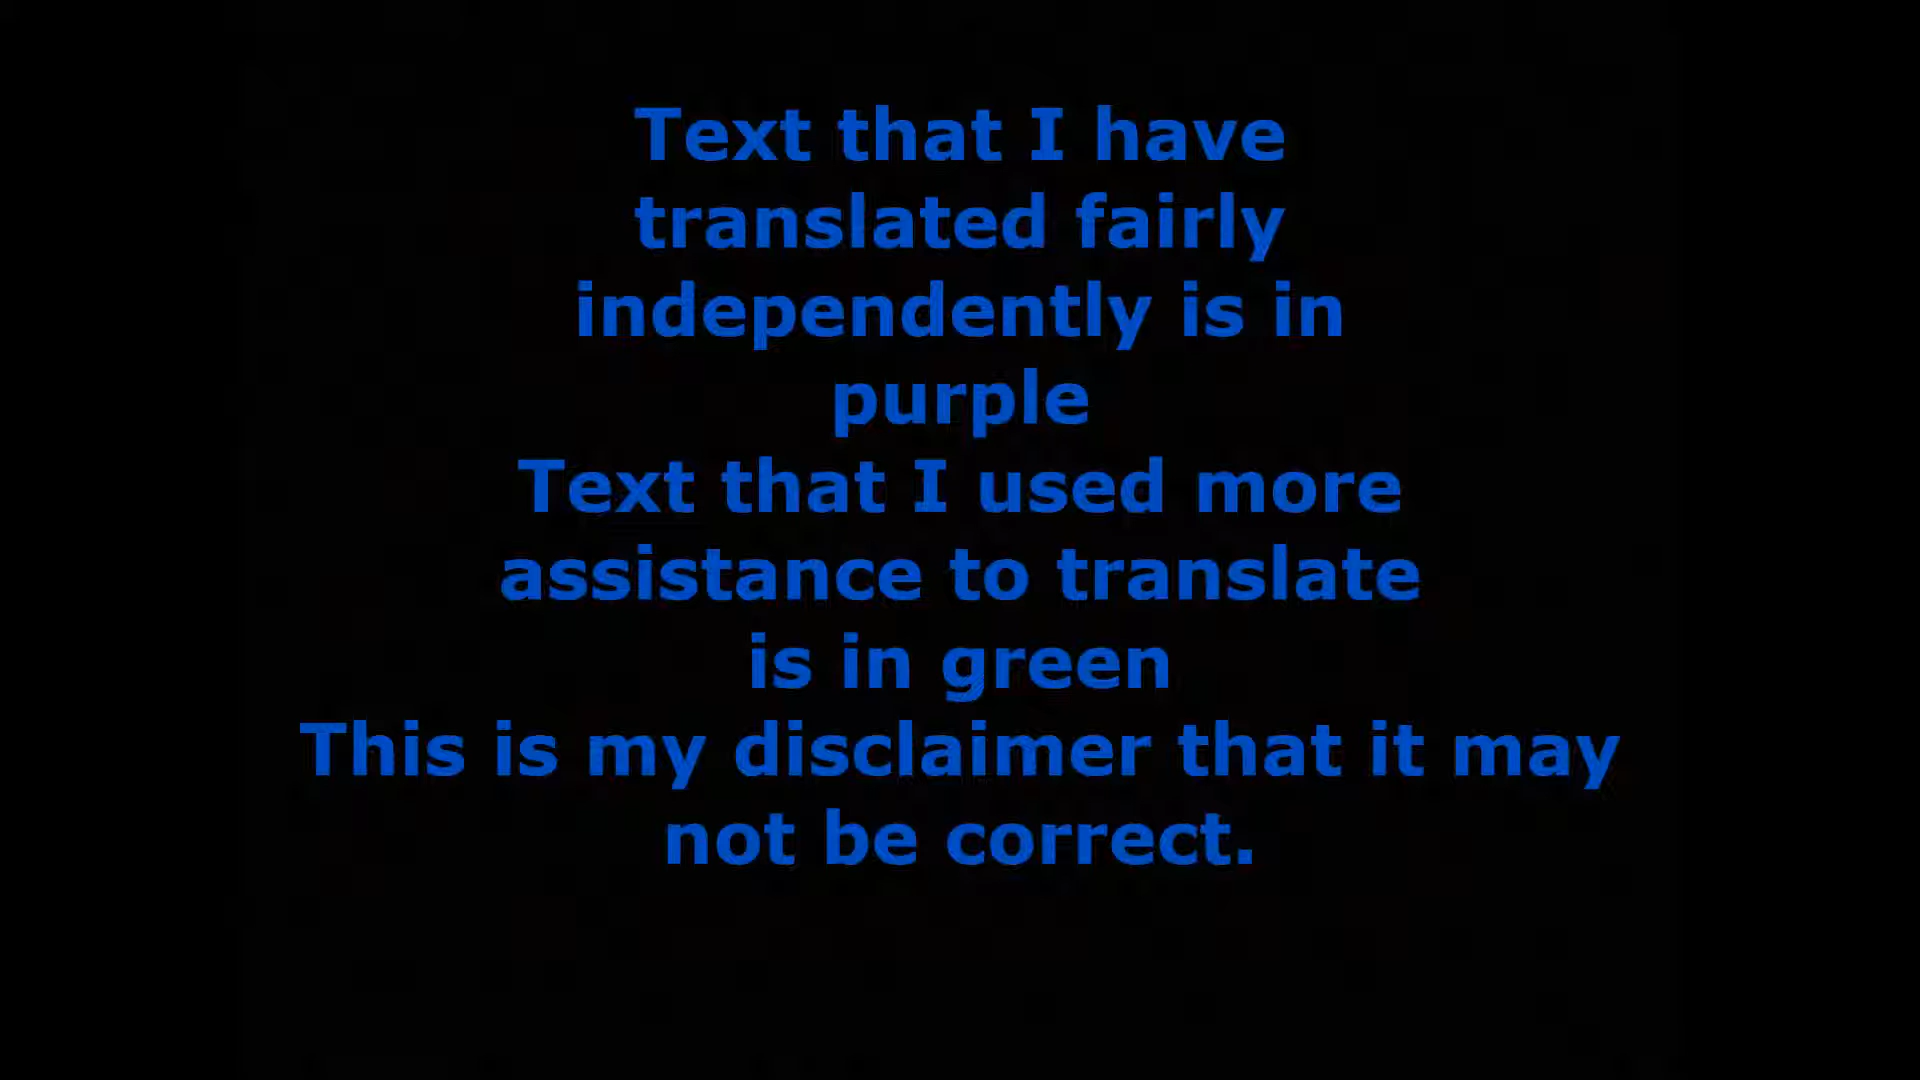 Text that I have
translated fairly
independently is in
purple
Text that I used more
assistance to translate
is in green
This is my disclaimer that it may
not be correct.